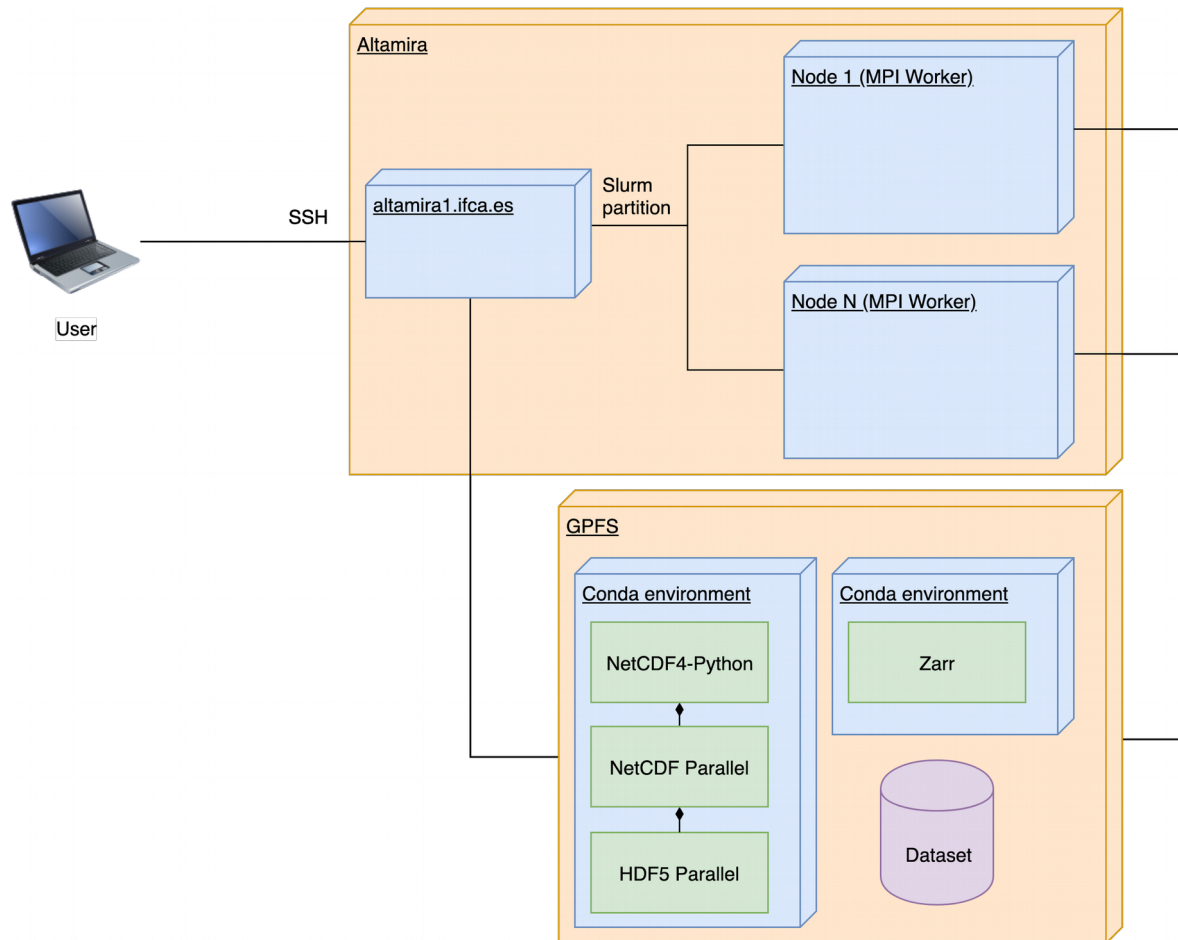 Altamira
Node 1 (MPI Worker)
altamira1.ifca.es
Slurm
partition
SSH
Node N (MPI Worker)
User
GPFS
Conda environment
Conda environment
NetCDF4-Python
Zarr
NetCDF Parallel
Dataset
HDF5 Parallel